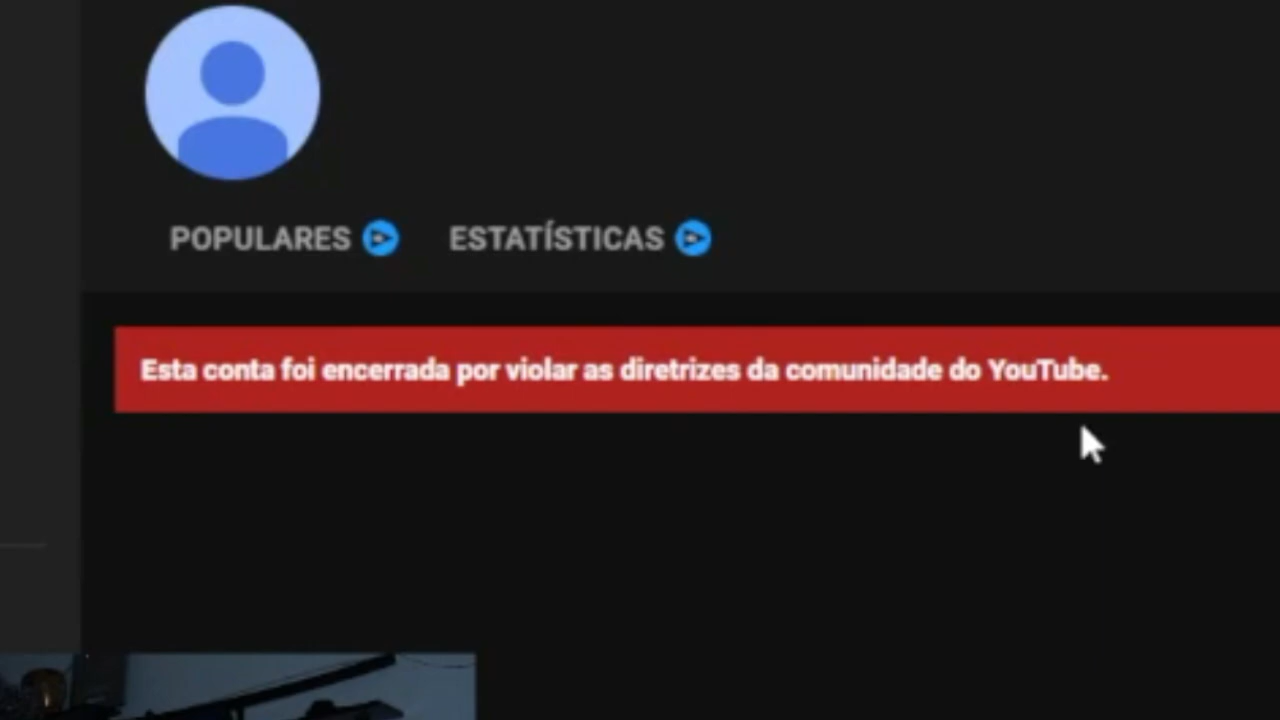 POPULARES
ESTATÍSTICAS
Esta conta foi encerrada por violar as diretrizes da comunidade do YouTube.